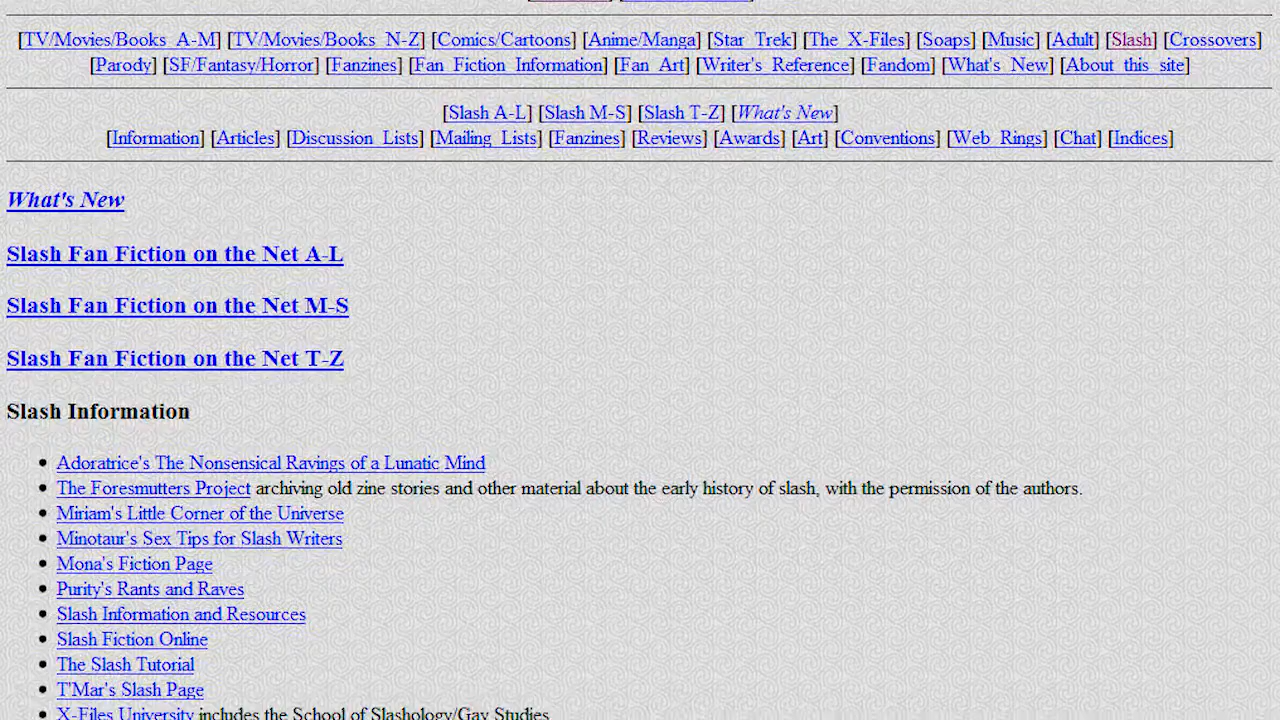 [TV/Movies/Books A-M] [TV/Movies/Books N-Z] [Comics/Cartoons] [Anime/Manga] [Star Trek] [The X-Files] [Soaps] [Music] [Adult] [Slash] [Crossovers]
[Parody] [SF/Fantasy/Horror] [Fanzines] [Fan Fiction Information] [Fan Art] [Writer's Reference] [Fandom] [What's New] [About this site]
[Slash A-L] [Slash M-S] [Slash T-Z] [What's New]
[Information] [Articles] [Discussion Lists] [Mailing Lists] [Fanzines] [Reviews] [Awards] [Art] [Conventions] [Web Rings] [Chat] [Indices]
What's New
Slash Fan Fiction on the Net A-L
Slash Fan Fiction on the Net M-S
Slash Fan Fiction on the Net T-Z
Slash Information
Adoratrice's The Nonsensical Ravings of a Lunatic Mind
The Foresmutters Project archiving old zine stories and other material about the early history of slash, with the permission of the authors.
Miriam's Little Corner of the Universe
Minotaur's Sex Tips for Slash Writers
Mona's Fiction Page
Purity's Rants and Raves
Slash Information and Resources
Slash Fiction Online
The Slash Tutorial
T'Mar's Slash Page
X-Files University includes the School of Slashology/Gay Studies